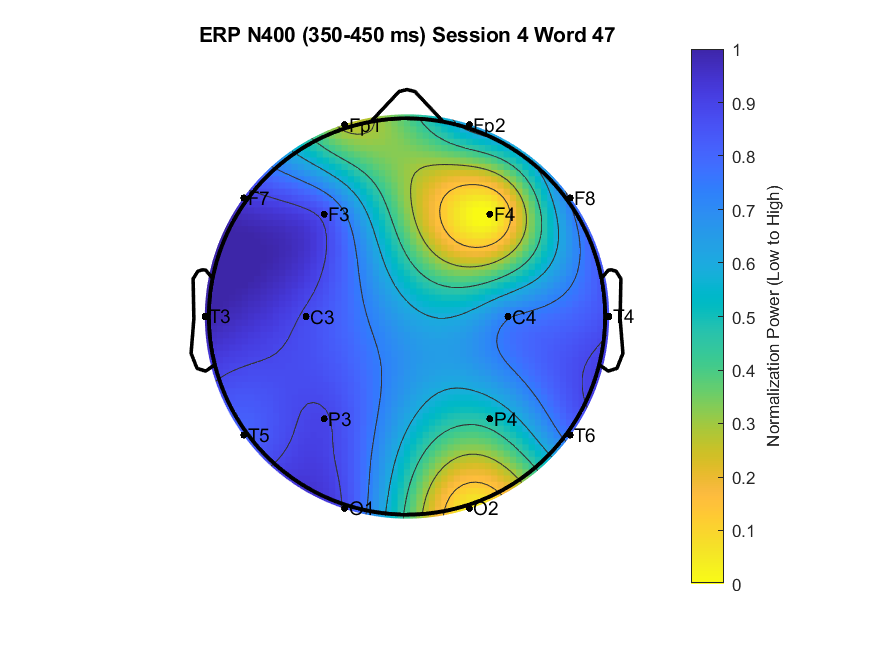 ERP N400 (350-450 ms) Session 4 Word 47
Fp1
Fp2
F7
F3
F4
F8
T3
C3
C4
T4
T5
P3
P4
T6
O1
O2
1
0.9
0.8
0.7
0.6
0.5
0.4
0.3
0.2
0.1
0
Normalization Power (Low to High)